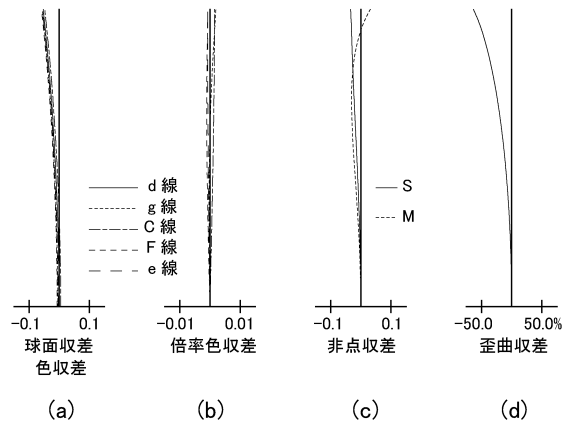 d 線
g 線
C 線
F 線
e 線
S
M
-0.1 0.1
-0.01 0.01
-0.1 0.1
-50.0 50.0%
球面収差
色収差
倍率色収差
非点収差
歪曲収差
(a)
(b)
(c)
(d)